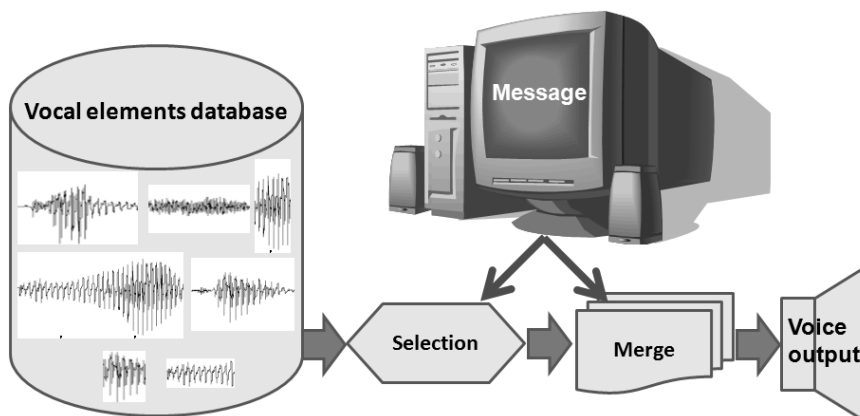 Vocal elements database
Message
Selection
Merge
Voice
output